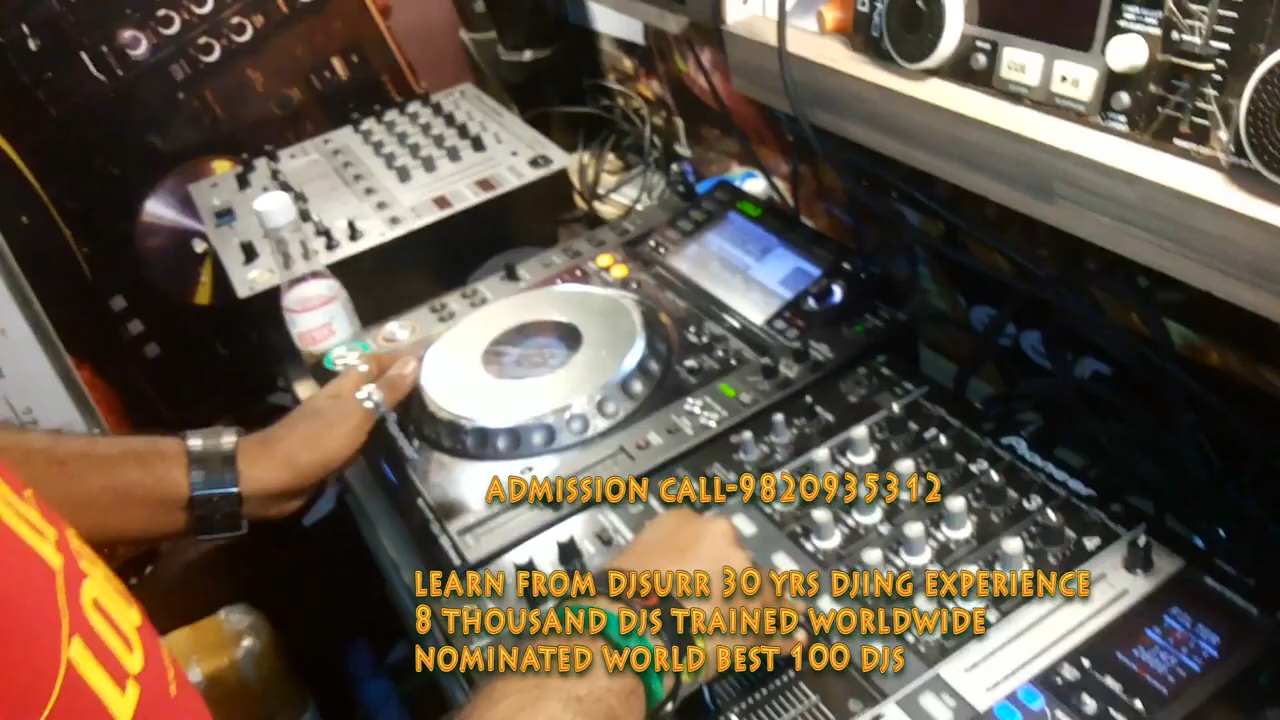 CUE
ADMISSION CALL-9820935312
LEARN FROM DJSURR 30 YRS DJING EXPERIENCE
8 THOUSAND DJS TRAINED WORLDWIDE
NOMINATED WORLD BEST 100 DJS